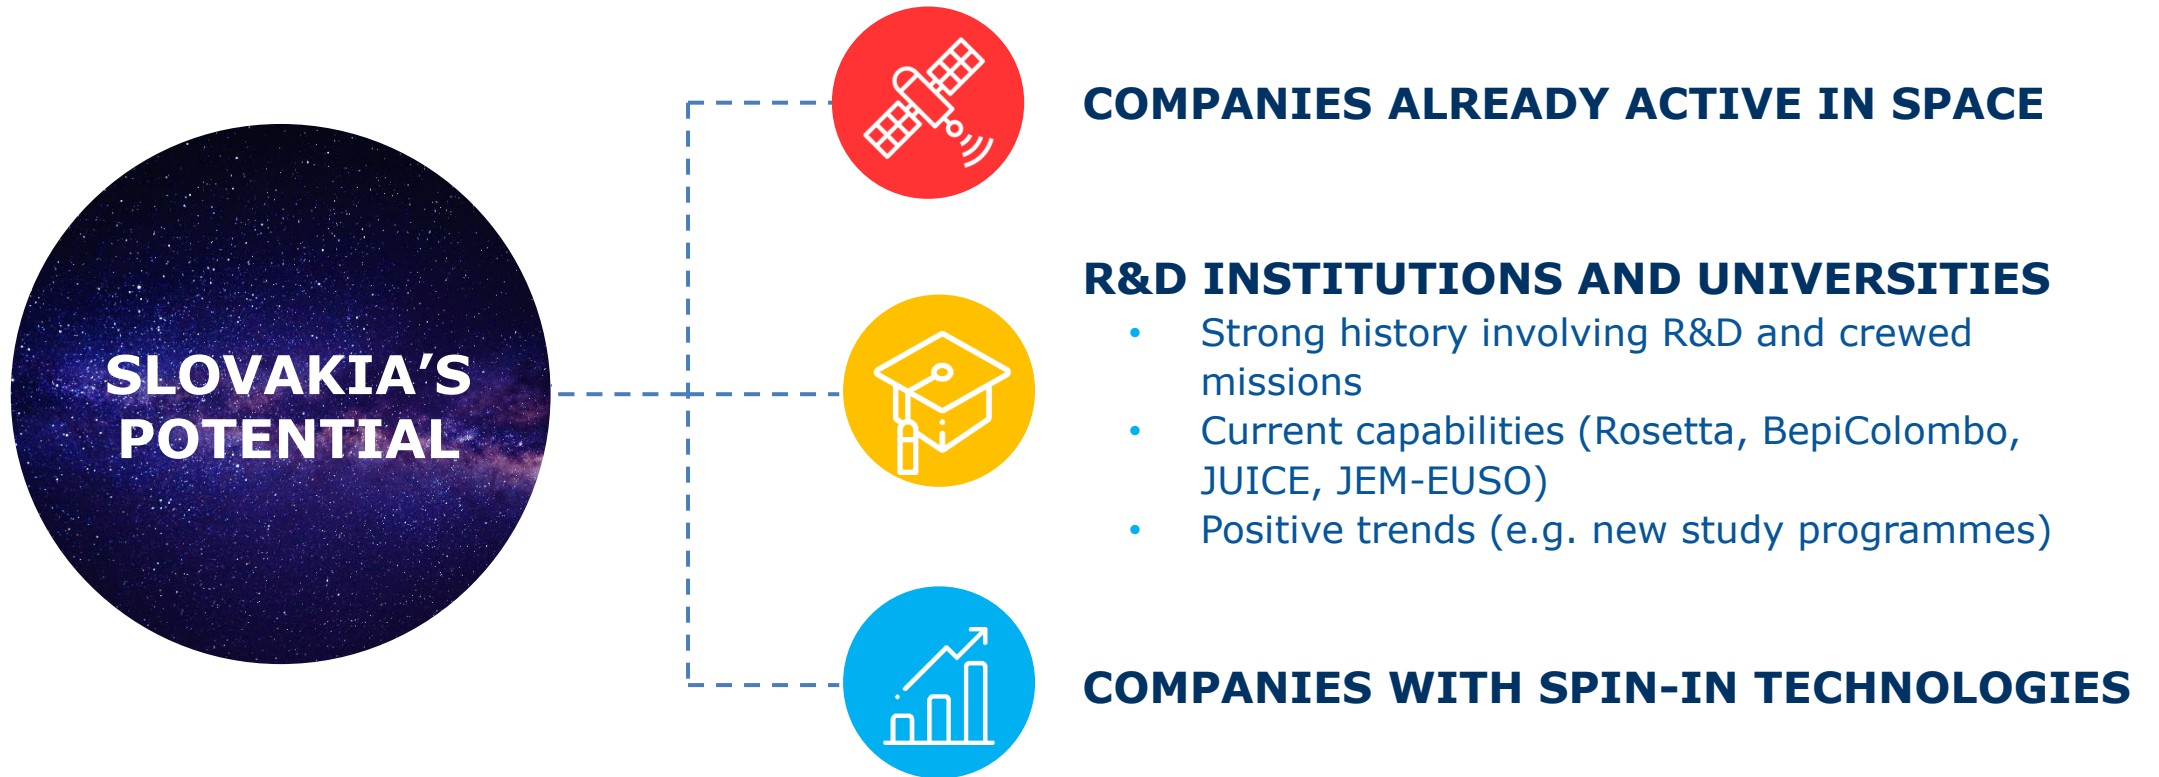 SLOVAKIA’S
POTENTIAL
COMPANIES ALREADY ACTIVE IN SPACE
R&D INSTITUTIONS AND UNIVERSITIES
• Strong history involving R&D and crewed
missions
• Current capabilities (Rosetta, BepiColombo,
JUICE, JEM-EUSO)
• Positive trends (e.g. new study programmes)
COMPANIES WITH SPIN-IN TECHNOLOGIES